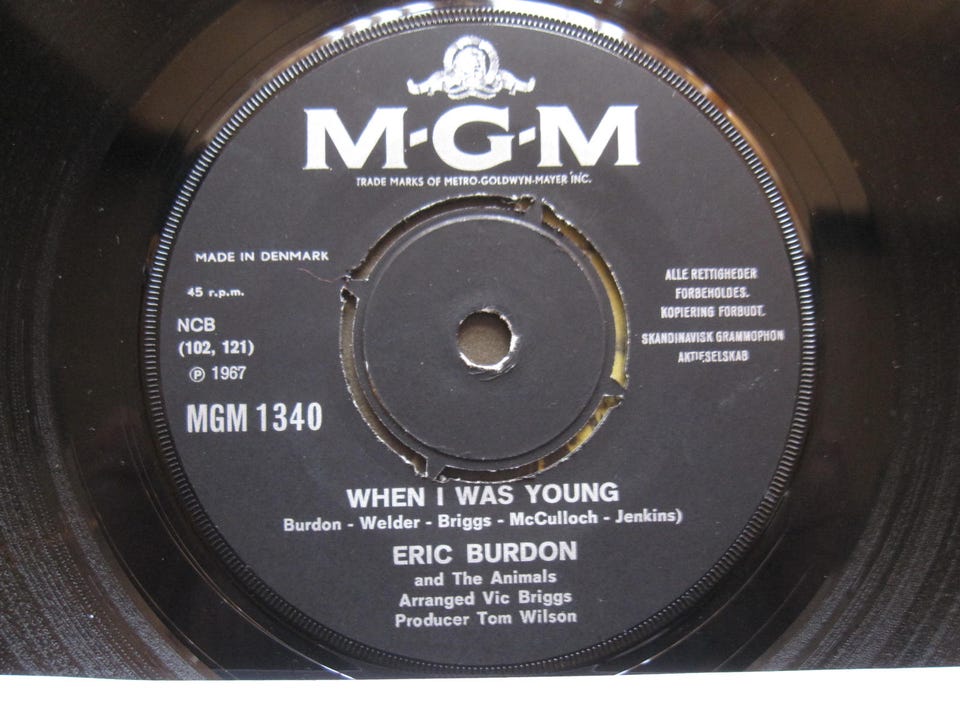 M-G-M
TRADE MARKS OF METRO-GOLDWYN-MAYER INC.
MADE IN DENMARK
45 r.p.m.
NCB
(102, 121)
Ⓟ 1967
MGM 1340
ALLE RETTIGHEDER
FORBEHOLDES.
KOPIERING FORBUDT.
SKANDINAVISK GRAMMOPHON
AKTIESELSKAB
WHEN I WAS YOUNG
Burdon - Welder - Briggs - McCulloch - Jenkins)
ERIC BURDON
and The Animals
Arranged Vic Briggs
Producer Tom Wilson